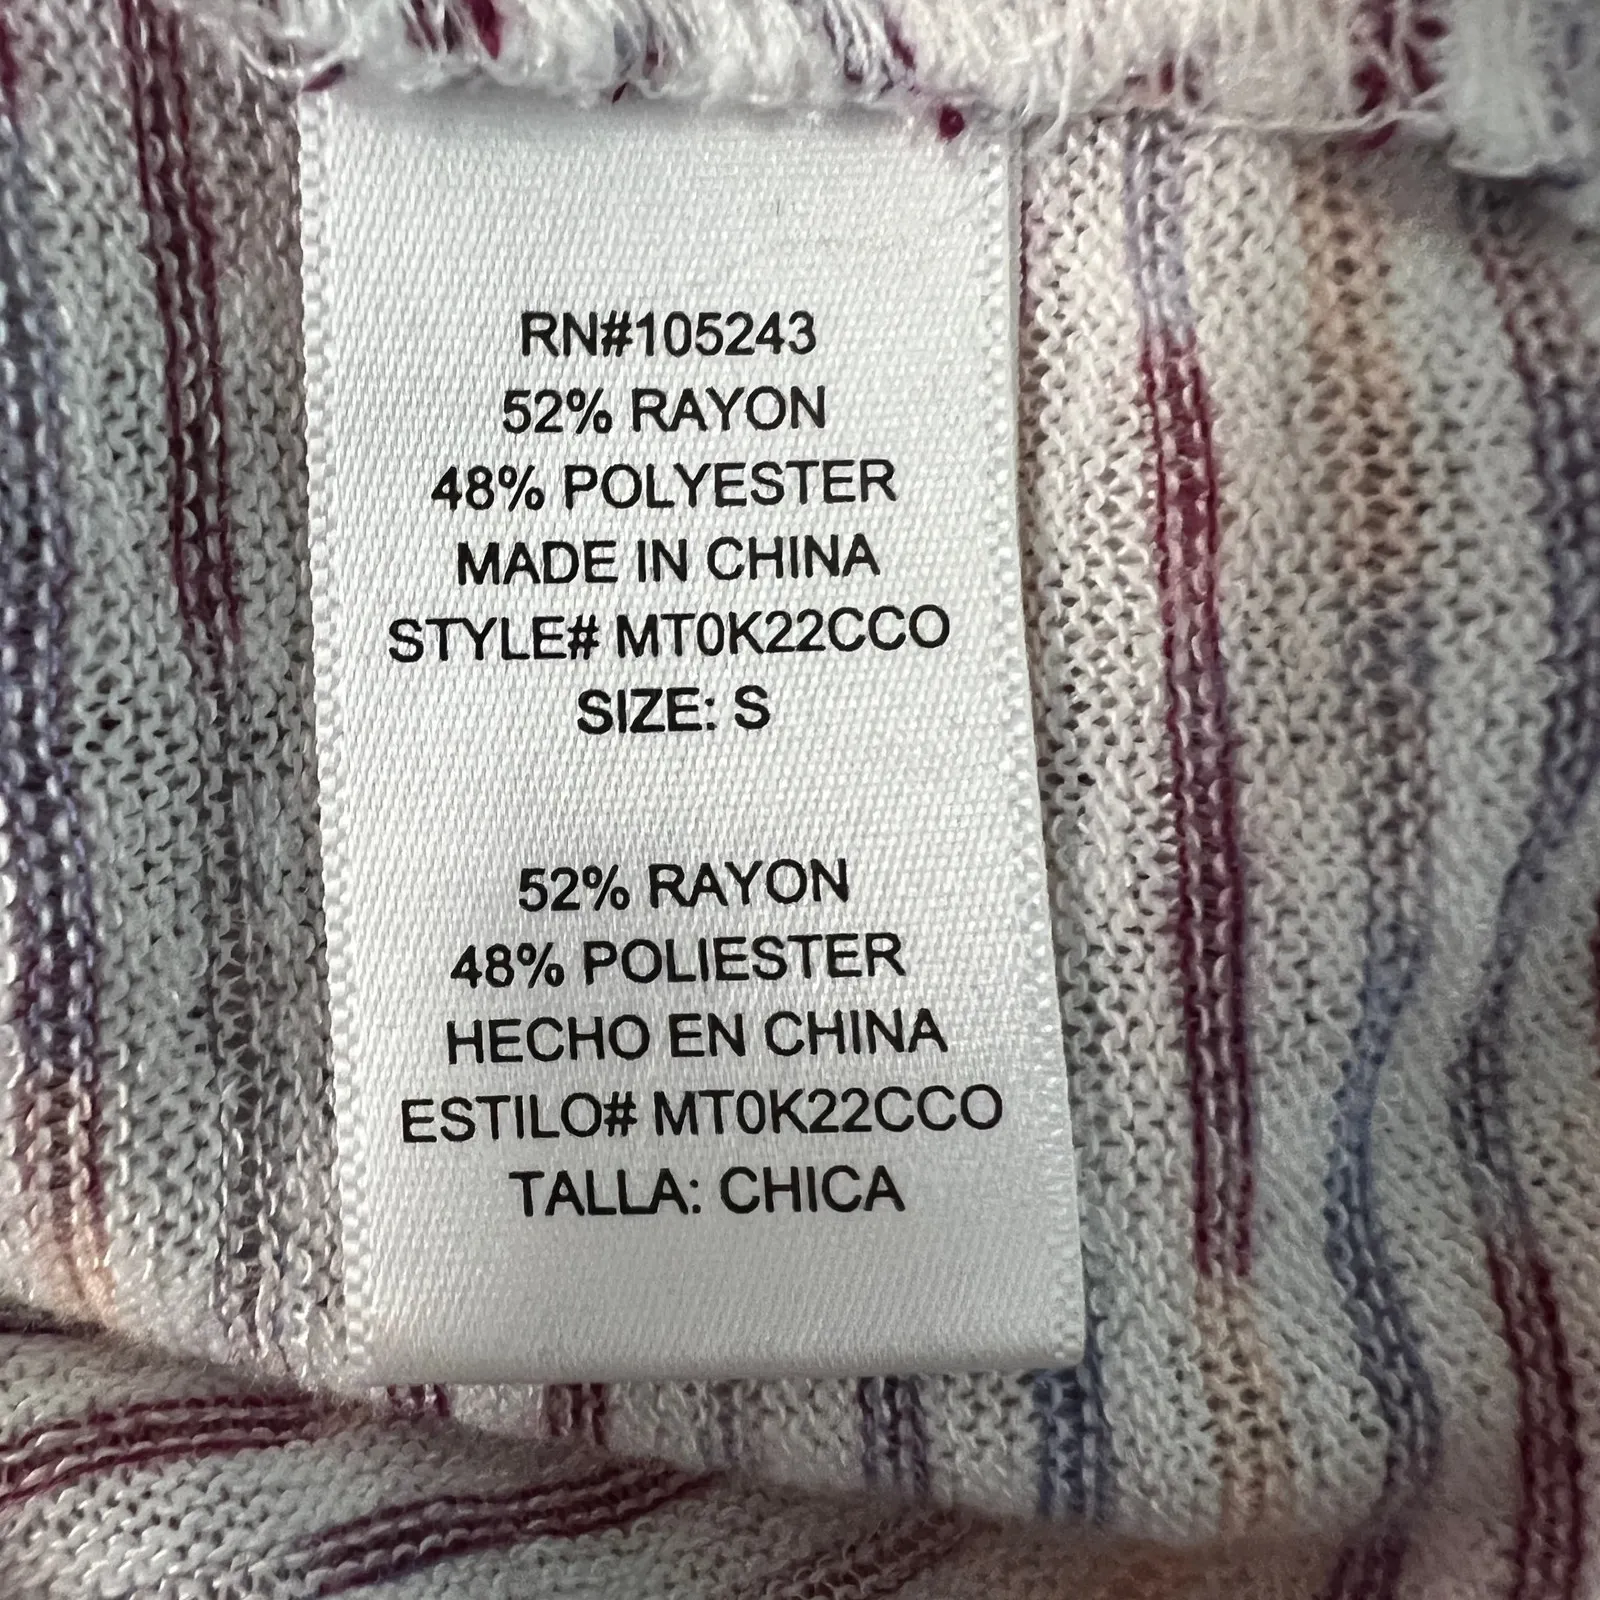 RN#105243
52% RAYON
48% POLYESTER
MADE IN CHINA
STYLE# MT0K22CCO
SIZE: S
52% RAYON
48% POLIESTER
HECHO EN CHINA
ESTILO# MT0K22CCO
TALLA: CHICA